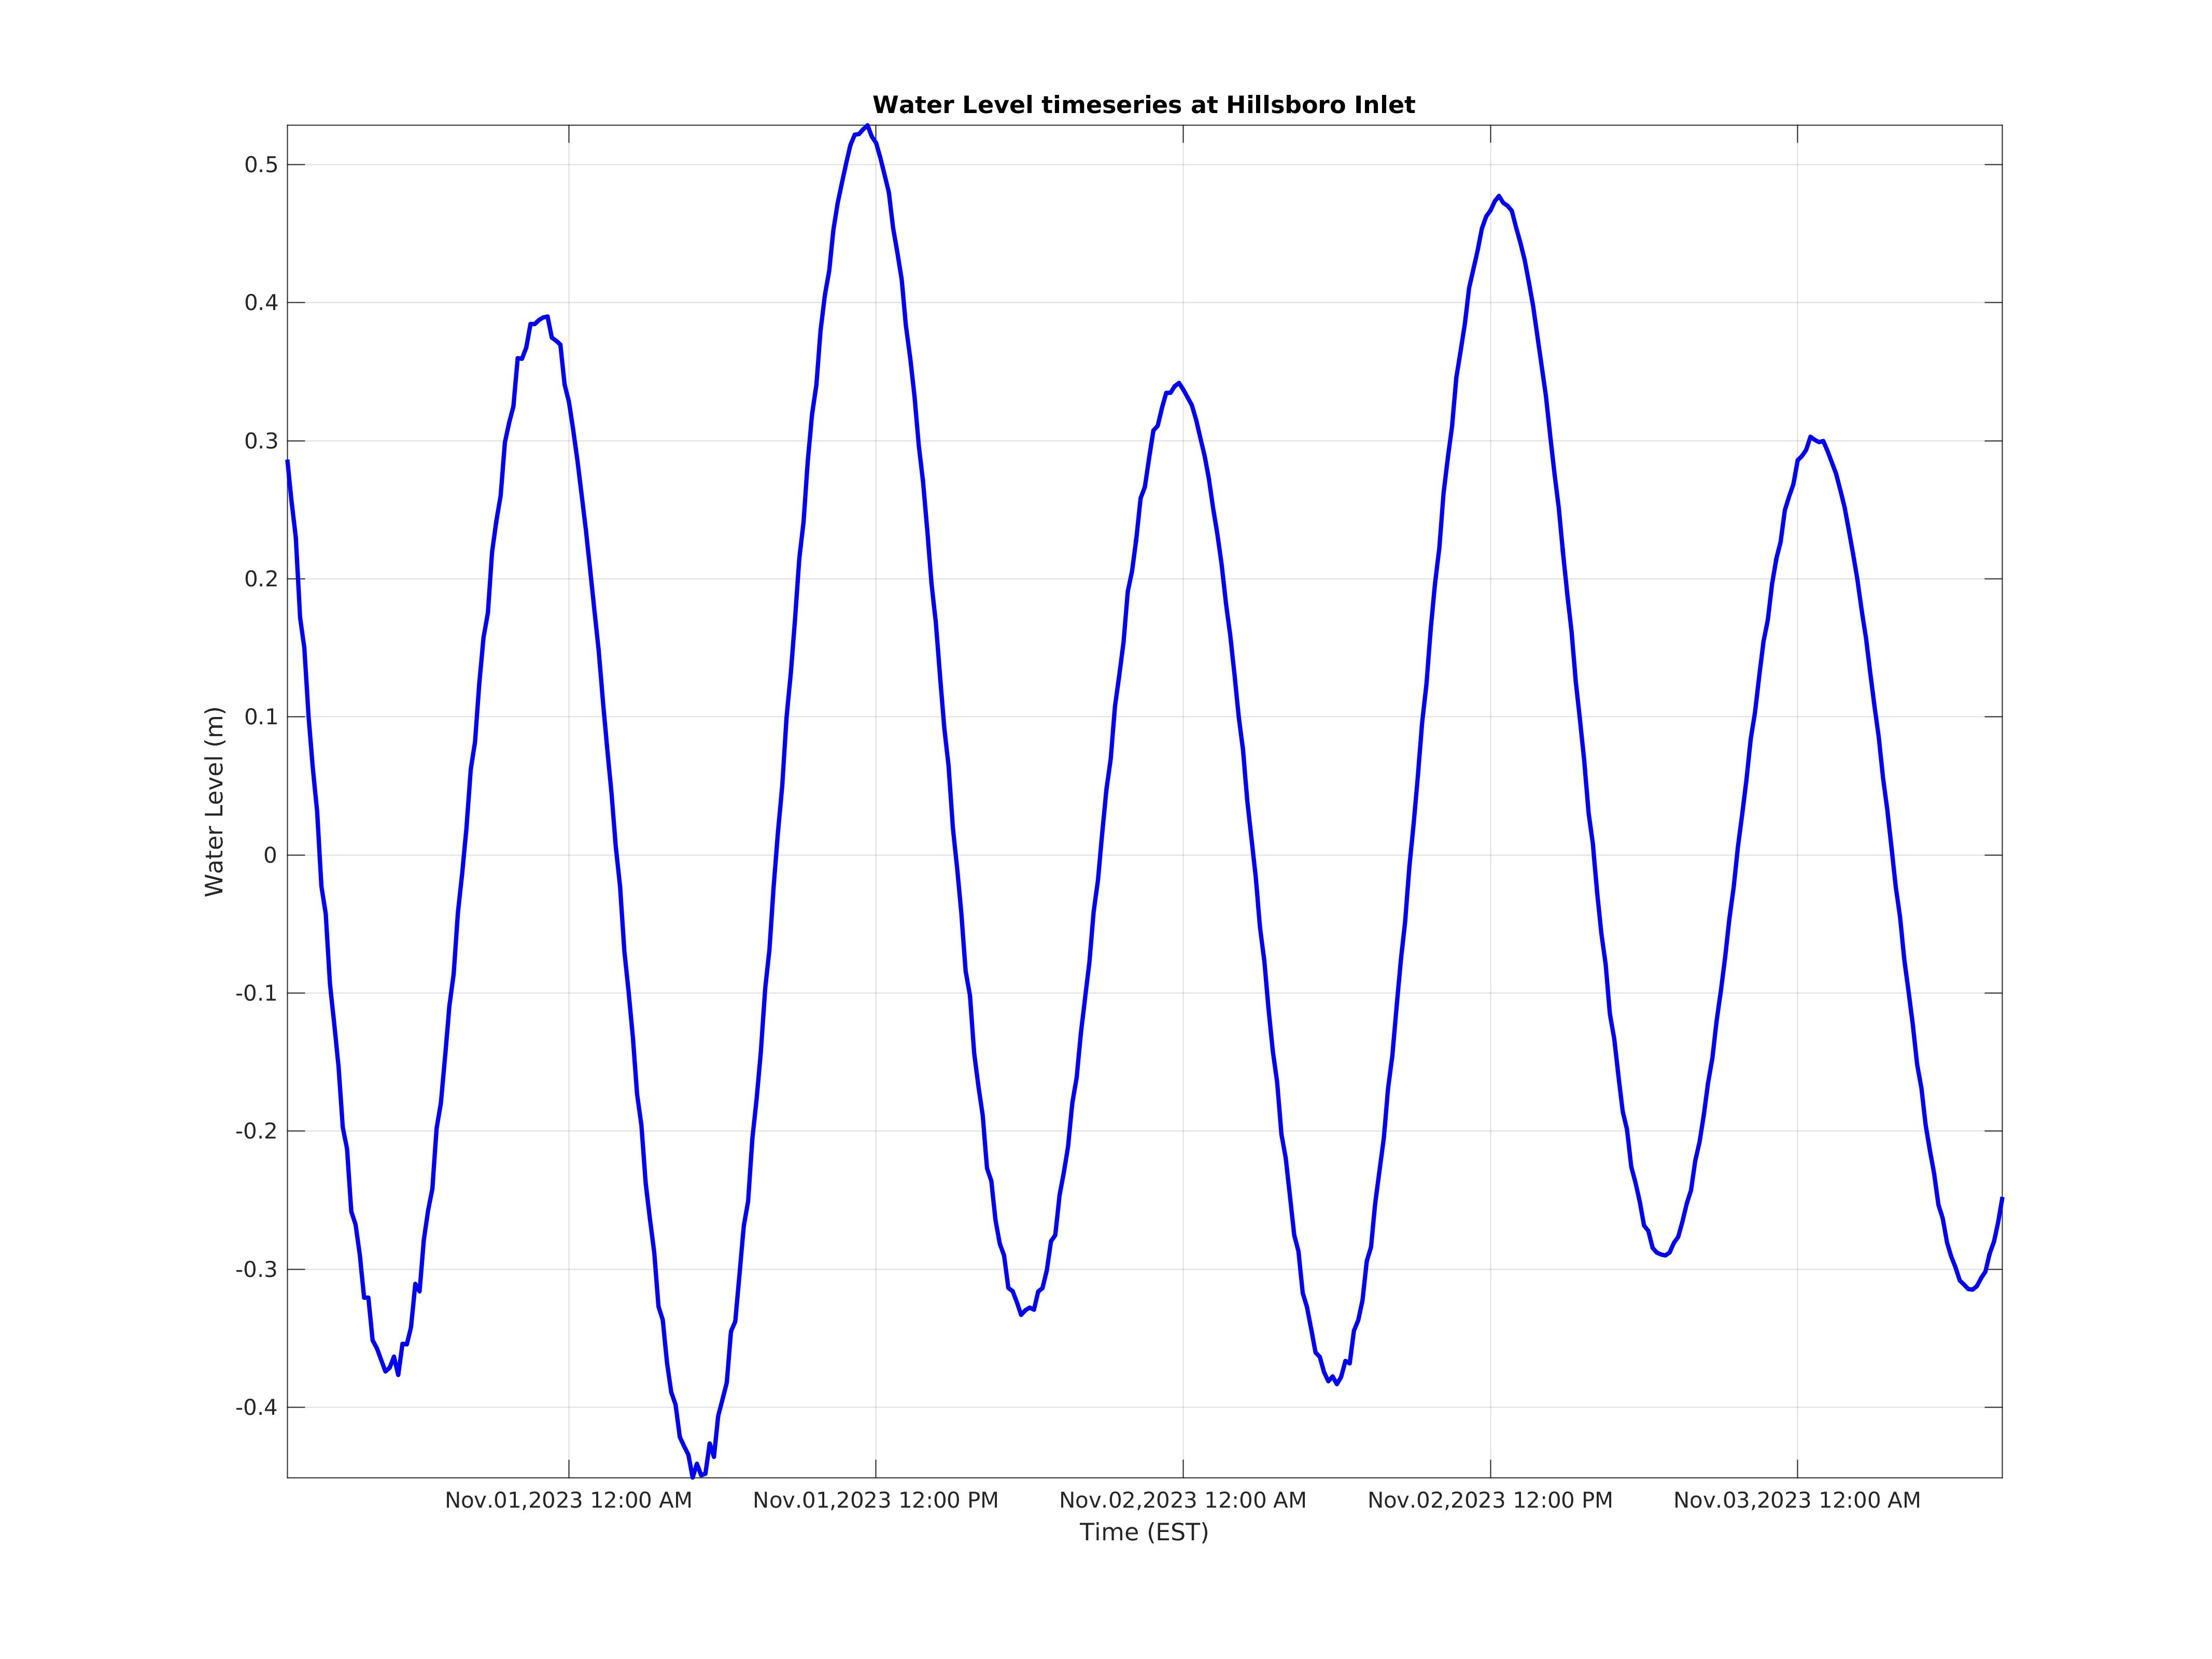 Water Level timeseries at Hillsboro Inlet
0.5
0.4
0.3
0.2
0.1
0
-0.1
-0.2
-0.3
-0.4
Water Level (m)
Nov.01,2023 12:00 AM
Nov.01,2023 12:00 PM
Nov.02,2023 12:00 AM
Nov.02,2023 12:00 PM
Nov.03,2023 12:00 AM
Time (EST)